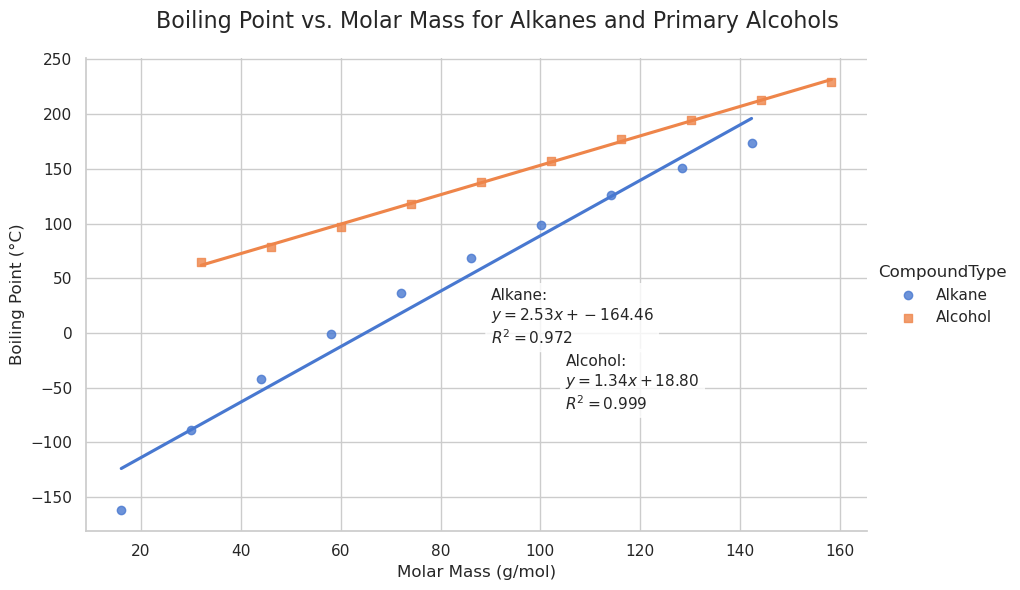 Boiling Point vs. Molar Mass for Alkanes and Primary Alcohols
250
200
150
100
50
0
−50
−100
−150
Boiling Point (°C)
Alkane:
y = 2.53x + −164.46
R² = 0.972
Alcohol:
y = 1.34x + 18.80
R² = 0.999
20 40 60 80 100 120 140 160
Molar Mass (g/mol)
CompoundType
Alkane
Alcohol